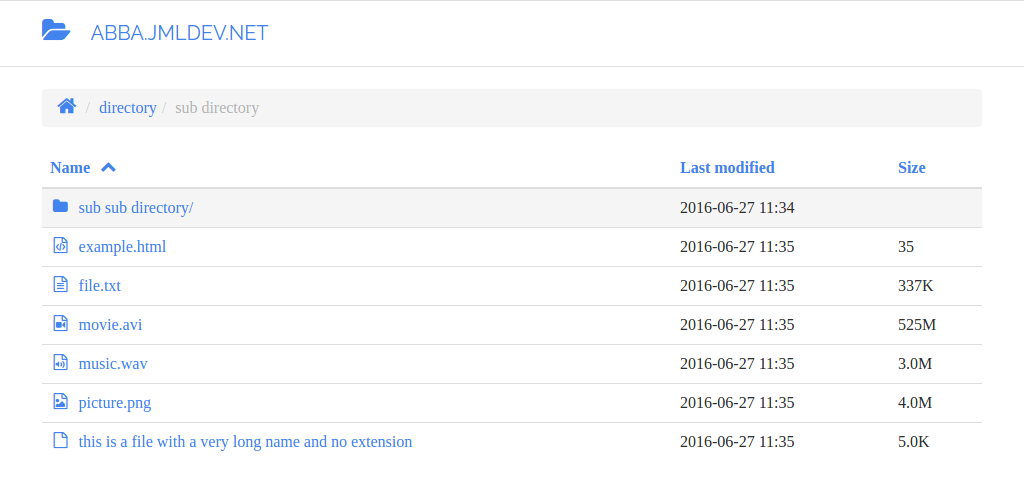 ABBA.JMLDEV.NET
/ directory / sub directory
Name Last modified Size
sub sub directory/ 2016-06-27 11:34
example.html 2016-06-27 11:35 35
file.txt 2016-06-27 11:35 337K
movie.avi 2016-06-27 11:35 525M
music.wav 2016-06-27 11:35 3.0M
picture.png 2016-06-27 11:35 4.0M
this is a file with a very long name and no extension 2016-06-27 11:35 5.0K